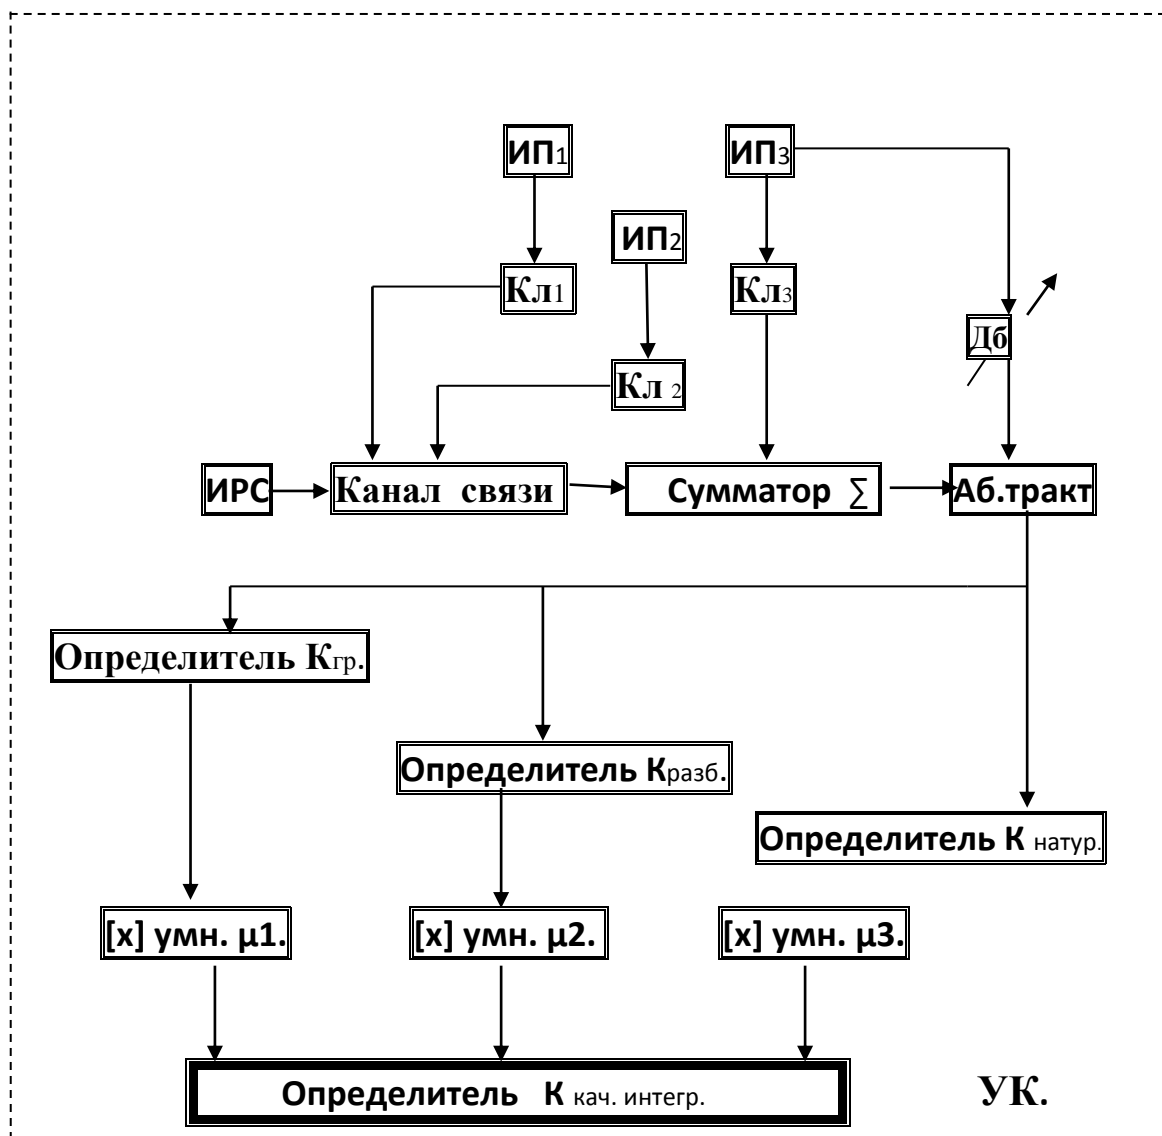 ИП1
ИП3
ИП2
Кл1
Кл3
Дб
Кл 2
ИРС
Канал связи
Сумматор ∑
Аб.тракт
Определитель Кгр.
Определитель Кразб.
Определитель К натур.
[х] умн. µ1.
[х] умн. µ2.
[х] умн. µ3.
Определитель К кач. интегр.
УК.